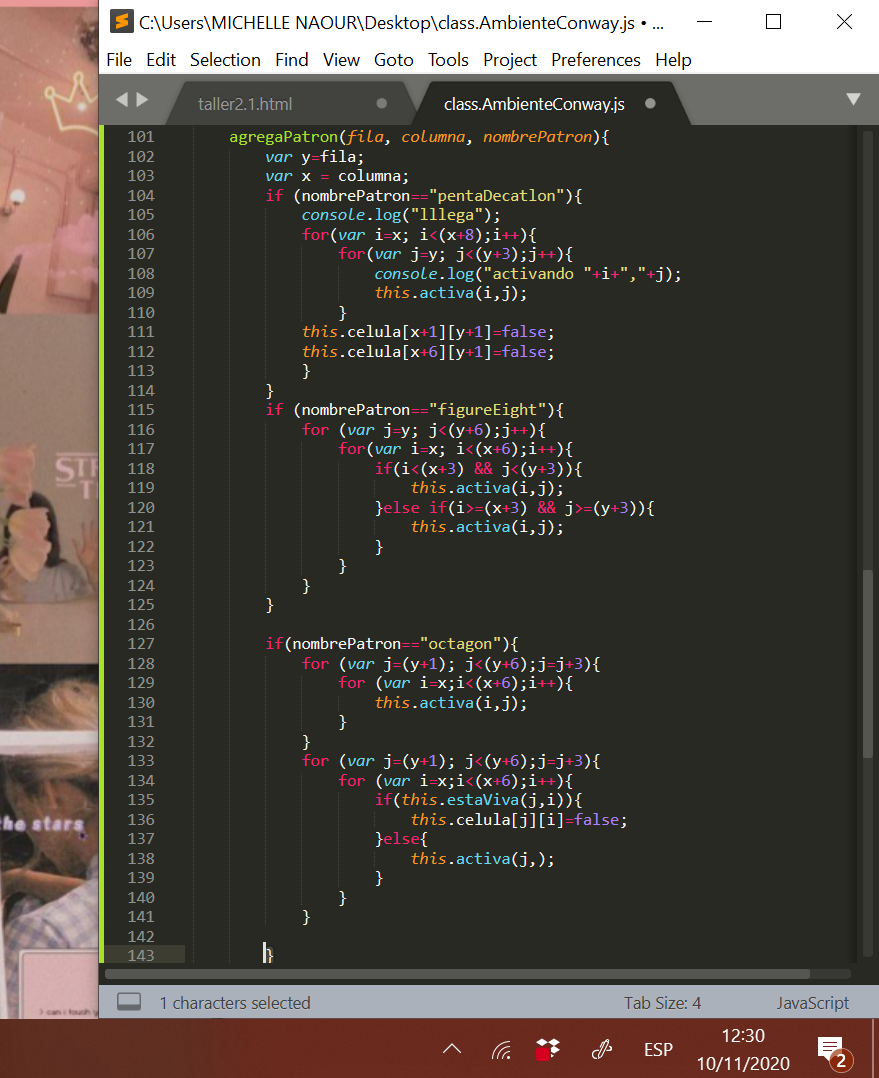 C:\Users\MICHELLE NAOUR\Desktop\class.AmbienteConway.js • ...
File Edit Selection Find View Goto Tools Project Preferences Help
taller2.1.html class.AmbienteConway.js
101 agregaPatron(fila, columna, nombrePatron){
102 var y=fila;
103 var x = columna;
104 if (nombrePatron=="pentaDecatlon"){
105 console.log("lllega");
106 for(var i=x; i<(x+8);i++){
107 for(var j=y; j<(y+3);j++){
108 console.log("activando "+i+","+j);
109 this.activa(i,j);
110 }
111 this.celula[x+1][y+1]=false;
112 this.celula[x+6][y+1]=false;
113 }
114 }
115 if (nombrePatron=="figureEight"){
116 for (var j=y; j<(y+6);j++){
117 for(var i=x; i<(x+6);i++){
118 if(i<(x+3) && j<(y+3)){
119 this.activa(i,j);
120 }else if(i>=(x+3) && j>=(y+3)){
121 this.activa(i,j);
122 }
123 }
124 }
125 }
126
127 if(nombrePatron=="octagon"){
128 for (var j=(y+1); j<(y+6);j=j+3){
129 for (var i=x;i<(x+6);i++){
130 this.activa(i,j);
131 }
132 }
133 for (var j=(y+1); j<(y+6);j=j+3){
134 for (var i=x;i<(x+6);i++){
135 if(this.estaViva(j,i)){
136 this.celula[j][i]=false;
137 }else{
138 this.activa(j,);
139 }
140 }
141 }
142
143 }
the stars
1 characters selected Tab Size: 4 JavaScript
ESP 12:30
10/11/2020 2